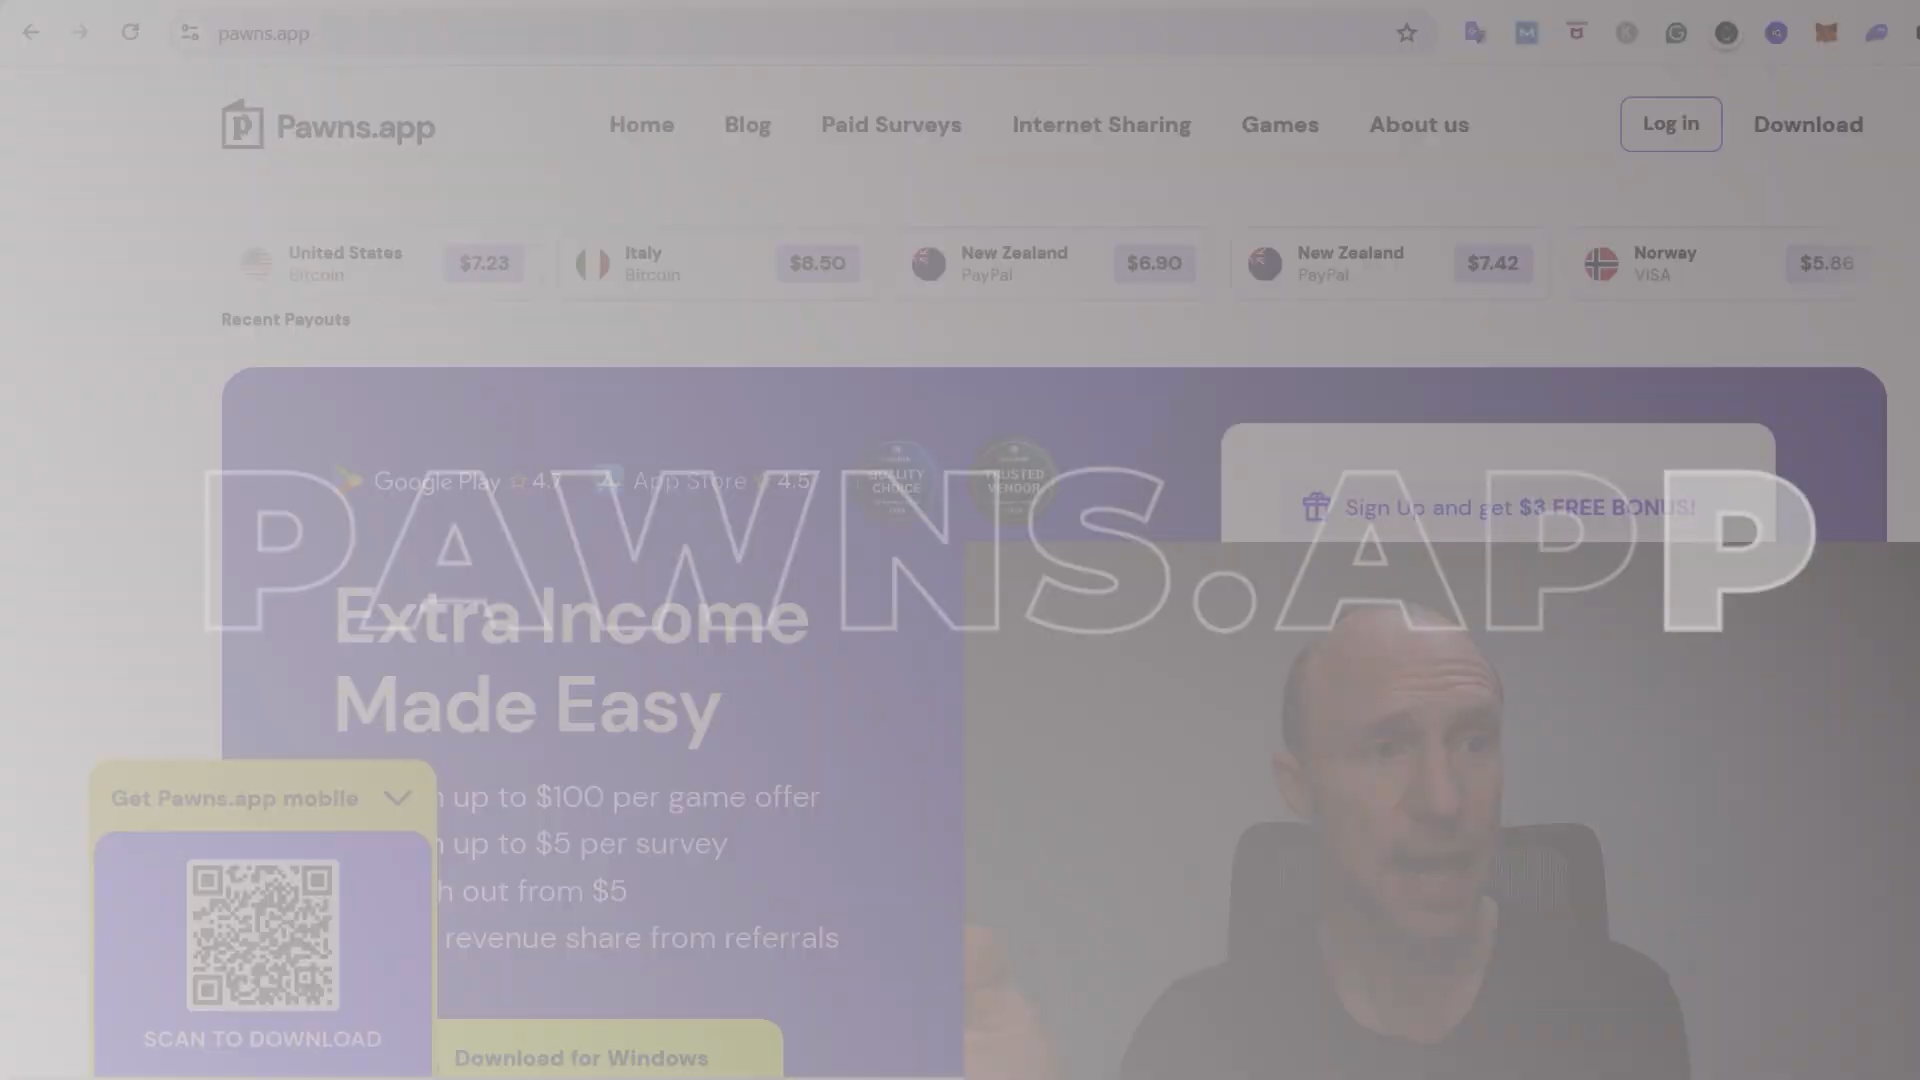 pawns.app
Pawns.app
Home
Blog
Paid Surveys
Internet Sharing
Games
About us
Log in
Download
United States
Bitcoin
$7.23
Italy
Bitcoin
$8.50
New Zealand
PayPal
$6.90
New Zealand
PayPal
$7.42
Norway
VISA
$5.86
Recent Payouts
Google Play 4.7
App Store 4.5
QUALITY
CHOICE
TRUSTED
VENDOR
Sign Up and get $3 FREE BONUS!
PAWNS.APP
Extra Income
Made Easy
up to $100 per game offer
up to $5 per survey
out from $5
revenue share from referrals
Get Pawns.app mobile
SCAN TO DOWNLOAD
Download for Windows